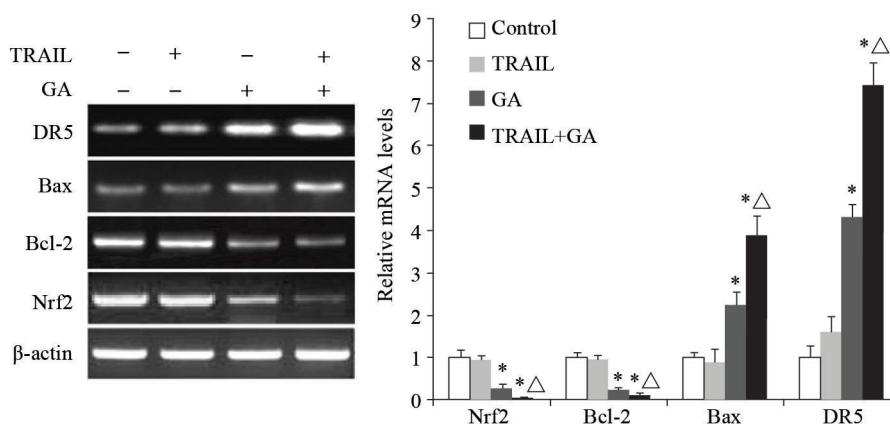 TRAIL − + − +
GA − − + +
DR5
Bax
Bcl-2
Nrf2
β-actin
Relative mRNA levels
9
8
7
6
5
4
3
2
1
0
Control
TRAIL
GA
TRAIL+GA
* * △
* * △
* * △
* * △
Nrf2 Bcl-2 Bax DR5